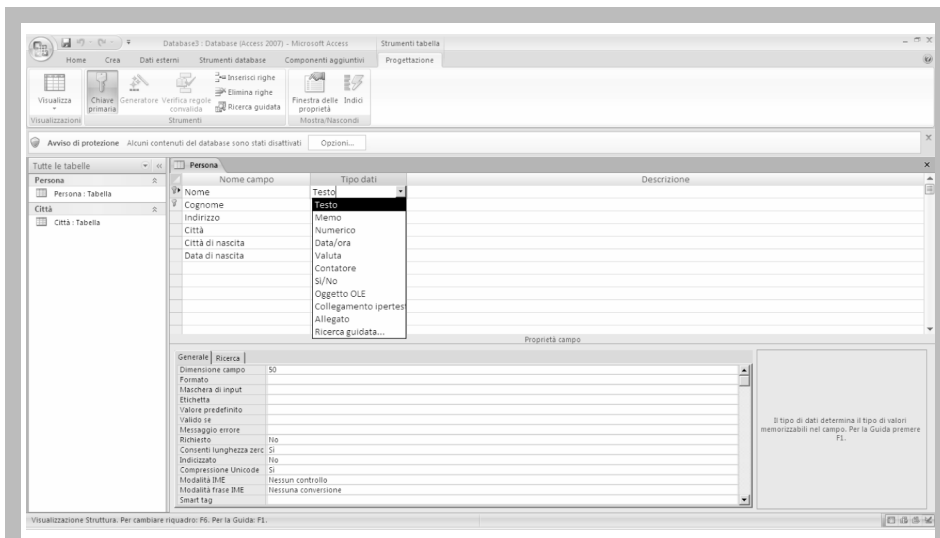 Database3 : Database (Access 2007) - Microsoft Access
Strumenti tabella
Home Crea Dati esterni Strumenti database Componenti aggiuntivi Progettazione
Visualizza
Chiave primaria
Generatore
Verifica regole convalida
Inserisci righe
Elimina righe
Ricerca guidata
Finestra delle proprietà
Indici
Visualizzazioni Strumenti Mostra/Nascondi
Avviso di protezione Alcuni contenuti del database sono stati disattivati Opzioni...
Tutte le tabelle
Persona
Persona : Tabella
Città
Città : Tabella
Persona
Nome campo Tipo dati Descrizione
Nome Testo
Cognome
Indirizzo
Città
Città di nascita
Data di nascita
Testo
Memo
Numerico
Data/ora
Valuta
Contatore
Sì/No
Oggetto OLE
Collegamento ipertes
Allegato
Ricerca guidata...
Proprietà campo
Generale Ricerca
Dimensione campo 50
Formato
Maschera di input
Etichetta
Valore predefinito
Valido se
Messaggio errore
Richiesto No
Consenti lunghezza zerc Sì
Indicizzato No
Compressione Unicode Sì
Modalità IME Nessun controllo
Modalità frase IME Nessuna conversione
Smart tag
Il tipo di dati determina il tipo di valori
memorizzabili nel campo. Per la Guida premere
F1.
Visualizzazione Struttura. Per cambiare riquadro: F6. Per la Guida: F1.